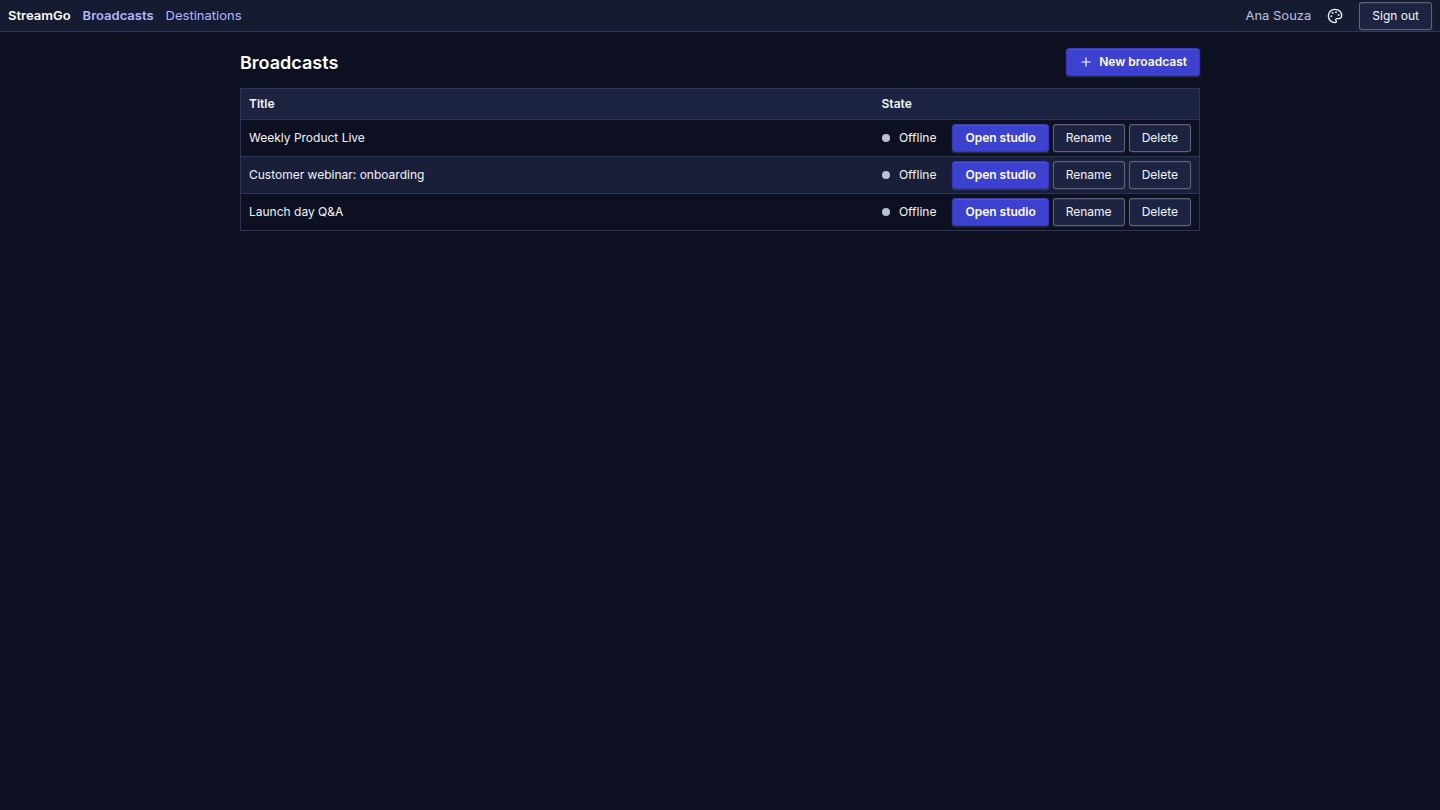 StreamGo Broadcasts Destinations Ana Souza Sign out
Broadcasts New broadcast
Title State
Weekly Product Live Offline Open studio Rename Delete
Customer webinar: onboarding Offline Open studio Rename Delete
Launch day Q&A Offline Open studio Rename Delete